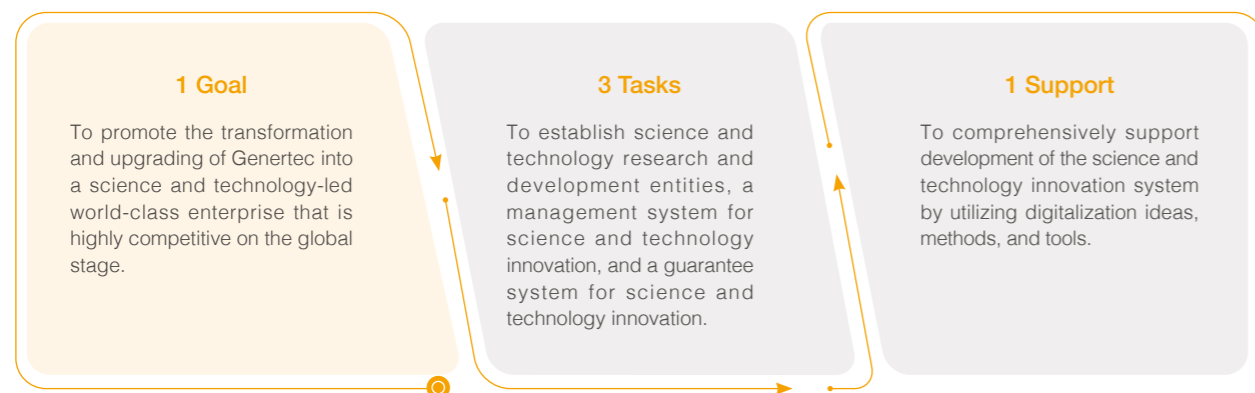 1 Goal
To promote the transformation
and upgrading of Genertec into
a science and technology-led
world-class enterprise that is
highly competitive on the global
stage.
3 Tasks
To establish science and
technology research and
development entities, a
management system for
science and technology
innovation, and a guarantee
system for science and
technology innovation.
1 Support
To comprehensively support
development of the science and
technology innovation system
by utilizing digitalization ideas,
methods, and tools.